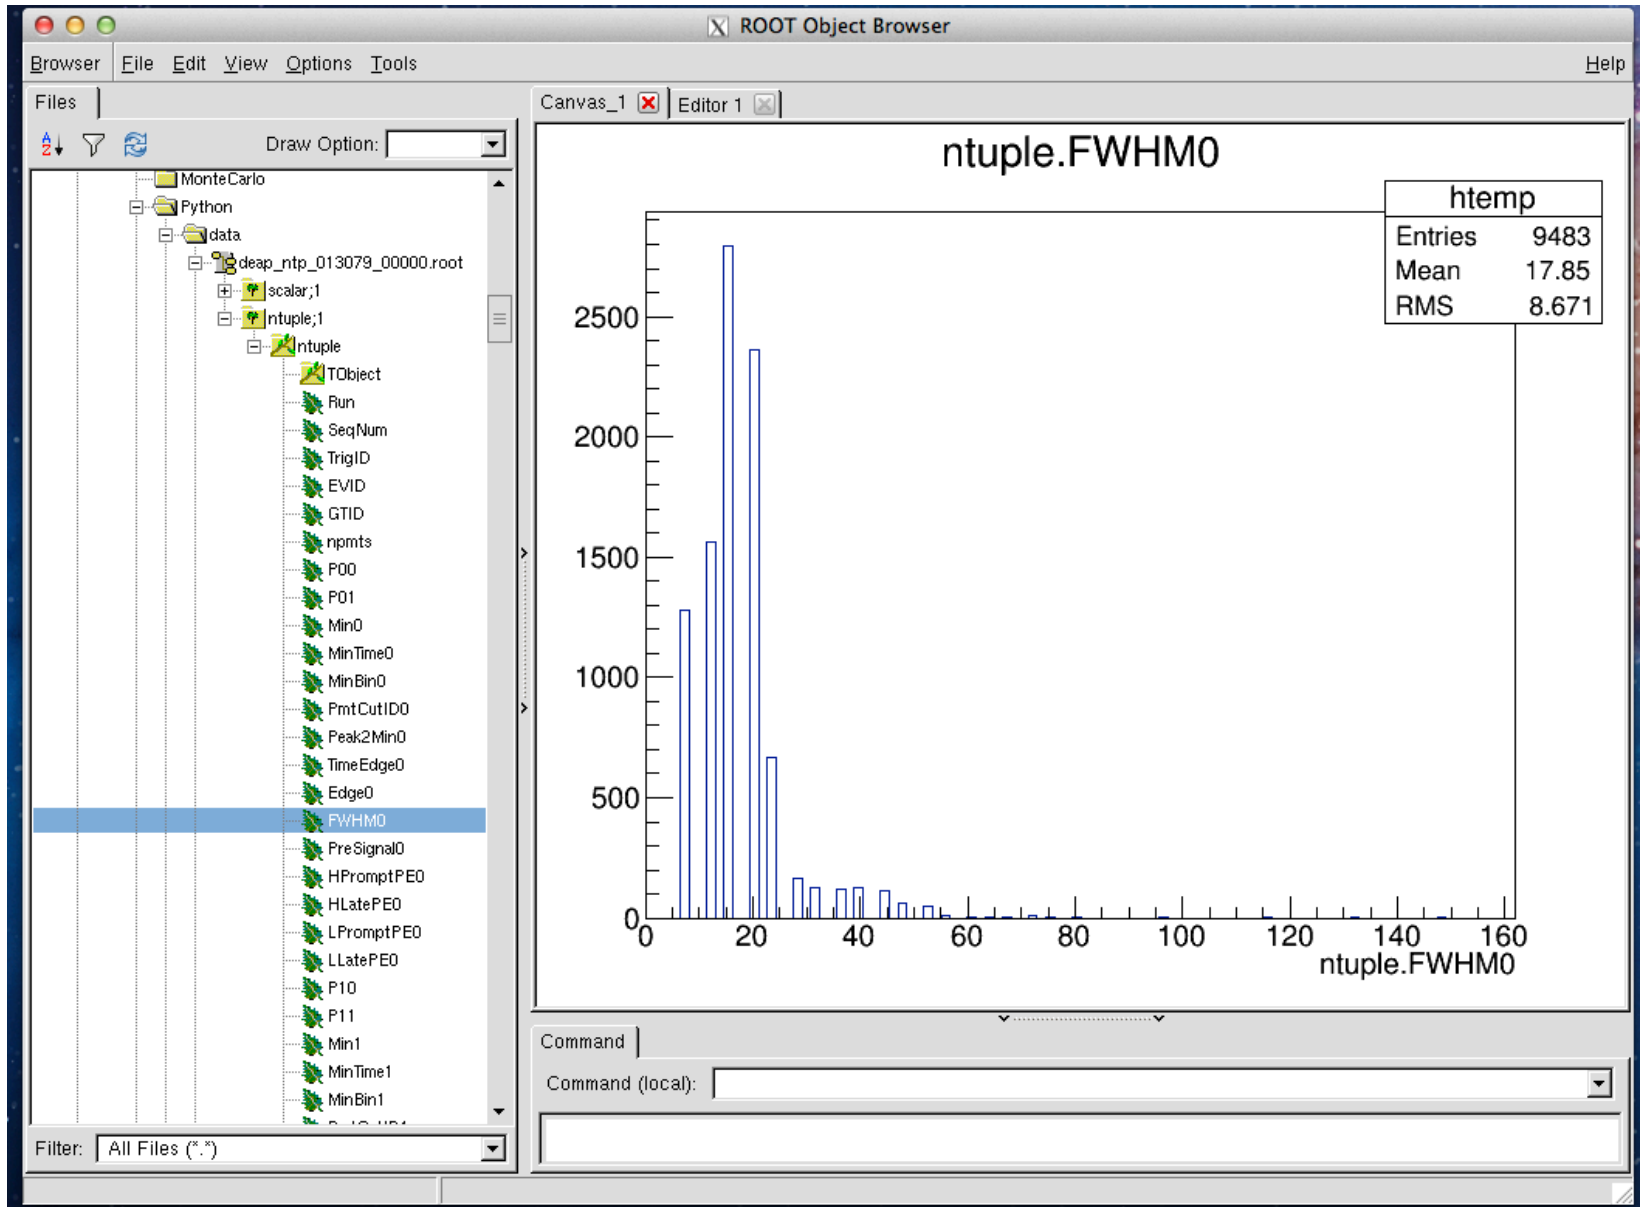 ROOT Object Browser
Browser File Edit View Options Tools Help
Files
Draw Option:
MonteCarlo
Python
data
deap_ntp_013079_00000.root
scalar;1
ntuple;1
ntuple
TObject
Run
SeqNum
TrigID
EVID
GTID
npmts
P00
P01
Min0
MinTime0
MinBin0
PmtCutID0
Peak2Min0
TimeEdge0
Edge0
FWHM0
PreSignal0
HPromptPE0
HLatePE0
LPromptPE0
LLatePE0
P10
P11
Min1
MinTime1
MinBin1
Filter: All Files (*.*)
Canvas_1 Editor 1
ntuple.FWHM0
htemp
Entries 9483
Mean 17.85
RMS 8.671
2500
2000
1500
1000
500
0
0 20 40 60 80 100 120 140 160
ntuple.FWHM0
Command
Command (local):